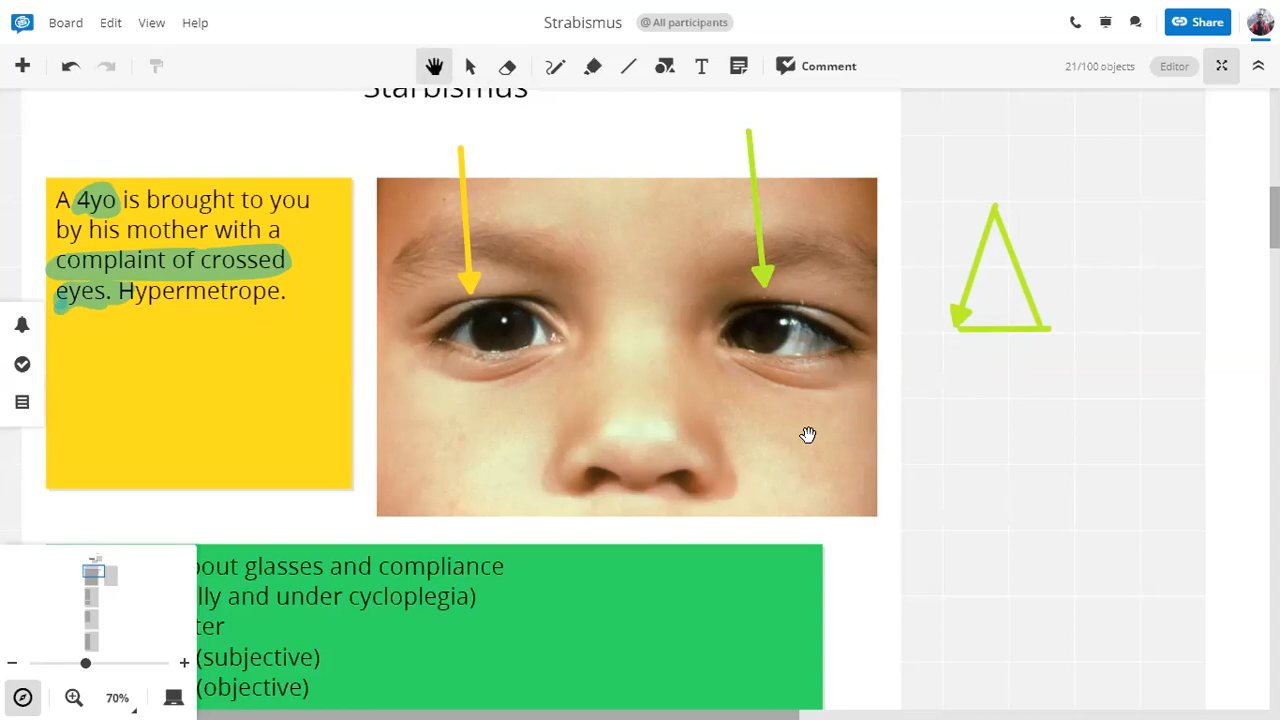 Board Edit View Help
Strabismus @ All participants
Share
Comment
21/100 objects Editor
Starbismus
A 4yo is brought to you
by his mother with a
complaint of crossed
eyes. Hypermetrope.
bout glasses and compliance
lly and under cycloplegia)
ter
(subjective)
(objective)
70%